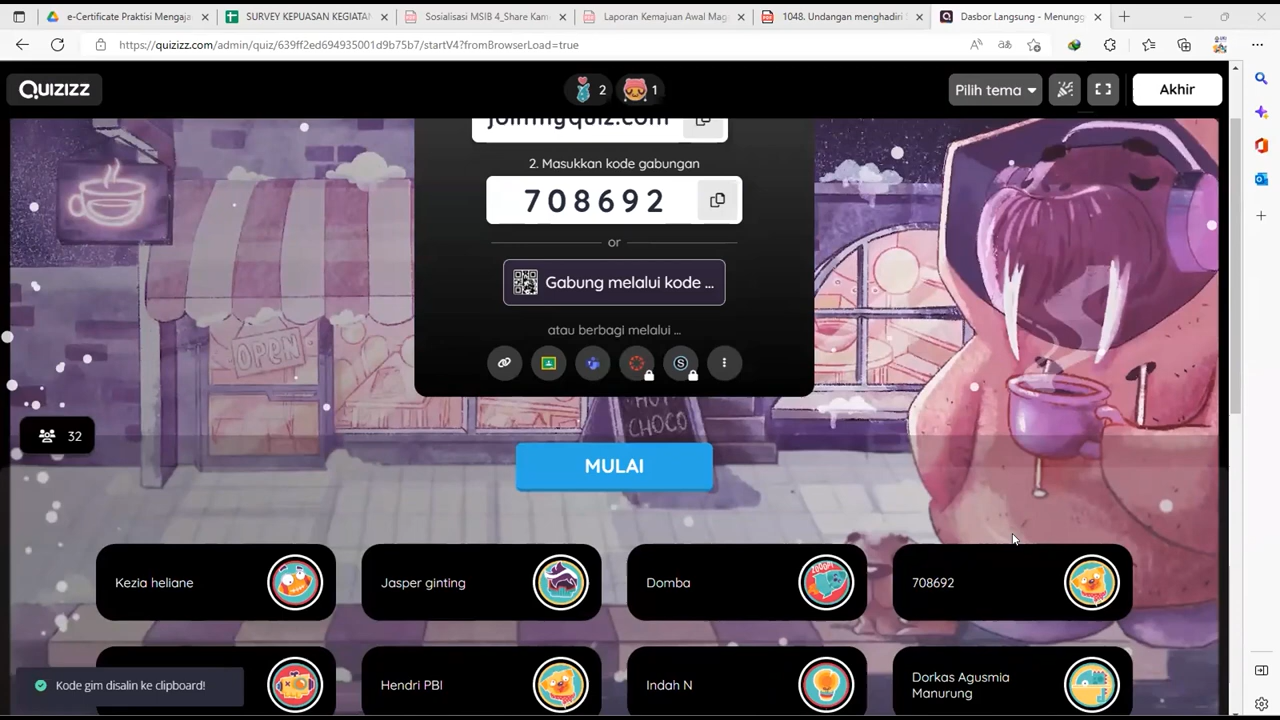 e-Certificate Praktisi Mengaja
SURVEY KEPUASAN KEGIATAN
Sosialisasi MSIB 4_Share Kam
Laporan Kemajuan Awal Mag
1048. Undangan menghadiri
Dasbor Langsung - Menungg
https://quizizz.com/admin/quiz/639ff2ed694935001d9b75b7/startV4?fromBrowserLoad=true
QUIZIZZ
2
1
Pilih tema
Akhir
joinmyquiz.com
2. Masukkan kode gabungan
708692
or
Gabung melalui kode ...
atau berbagi melalui ...
OPEN
HOT
CHOCO
32
MULAI
Kezia heliane
Jasper ginting
Domba
ZOOM
708692
Hendri PBI
Indah N
Dorkas Agusmia
Manurung
Kode gim disalin ke clipboard!